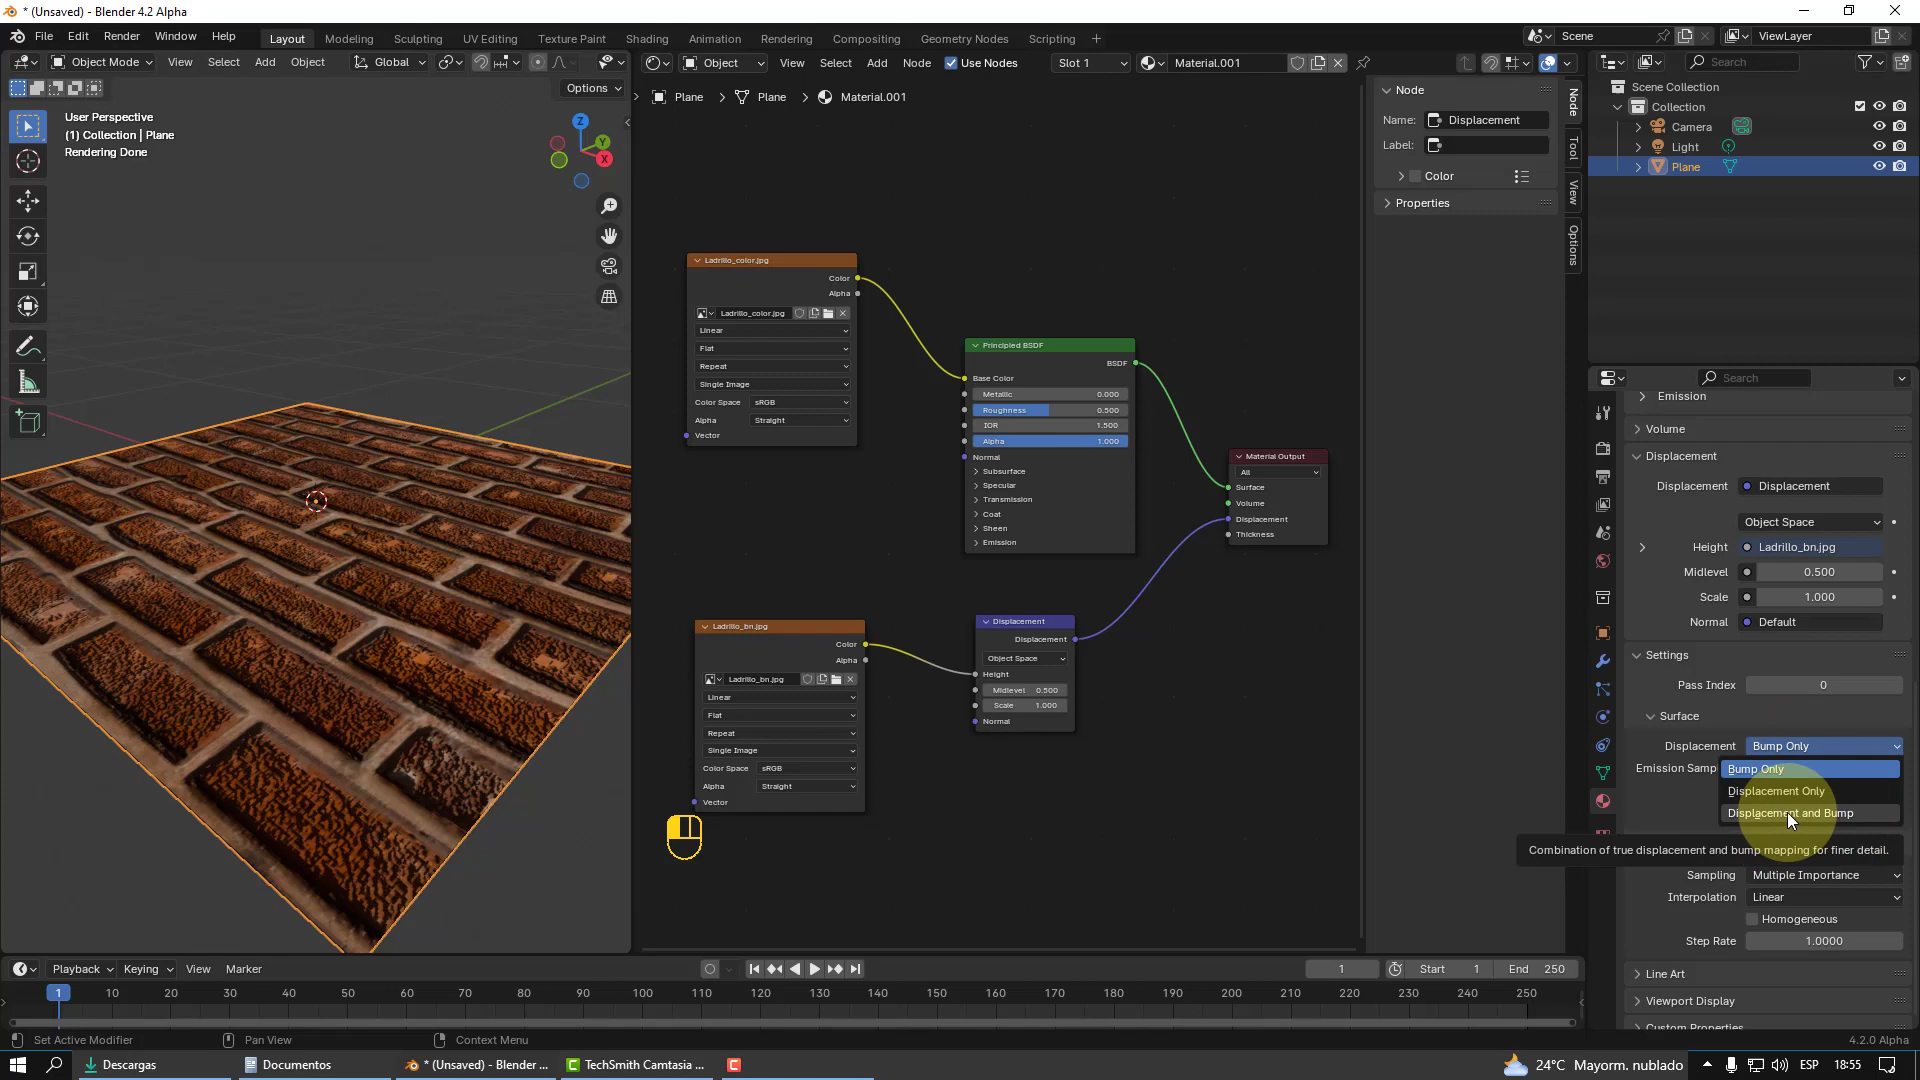 * (Unsaved) - Blender 4.2 Alpha
File Edit Render Window Help
Layout Modeling Sculpting UV Editing Texture Paint Shading Animation Rendering Compositing Geometry Nodes Scripting +
Scene
ViewLayer
Object Mode View Select Add Object Global
Object View Select Add Node Use Nodes Slot 1 Material.001
Search
Options
User Perspective
(1) Collection | Plane
Rendering Done
Z
Y
X
Plane > Plane > Material.001
Node
Name: Displacement
Label:
Color
Properties
Node
Tool
View
Options
Scene Collection
Collection
Camera
Light
Plane
Ladrillo_color.jpg
Color
Alpha
Ladrillo_color.jpg
Linear
Flat
Repeat
Single Image
Color Space sRGB
Alpha Straight
Vector
Principled BSDF
BSDF
Base Color
Metallic 0.000
Roughness 0.500
IOR 1.500
Alpha 1.000
Normal
Subsurface
Specular
Transmission
Coat
Sheen
Emission
Material Output
All
Surface
Volume
Displacement
Thickness
Ladrillo_bn.jpg
Color
Alpha
Ladrillo_bn.jpg
Linear
Flat
Repeat
Single Image
Color Space sRGB
Alpha Straight
Vector
Displacement
Displacement
Object Space
Height
Midlevel 0.500
Scale 1.000
Normal
Search
Emission
Volume
Displacement
Displacement Displacement
Object Space
Height Ladrillo_bn.jpg
Midlevel 0.500
Scale 1.000
Normal Default
Settings
Pass Index 0
Surface
Displacement Bump Only
Emission Samp
Bump Only
Displacement Only
Displacement and Bump
Combination of true displacement and bump mapping for finer detail.
Sampling Multiple Importance
Interpolation Linear
Homogeneous
Step Rate 1.0000
Line Art
Viewport Display
Custom Properties
Playback Keying View Marker
1 Start 1 End 250
1 10 20 30 40 50 60 70 80 90 100 110 120 130 140 150 160 170 180 190 200 210 220 230 240 250
Set Active Modifier Pan View Context Menu
4.2.0 Alpha
Descargas Documentos * (Unsaved) - Blender ... TechSmith Camtasia ...
24°C Mayorm. nublado ESP 18:55